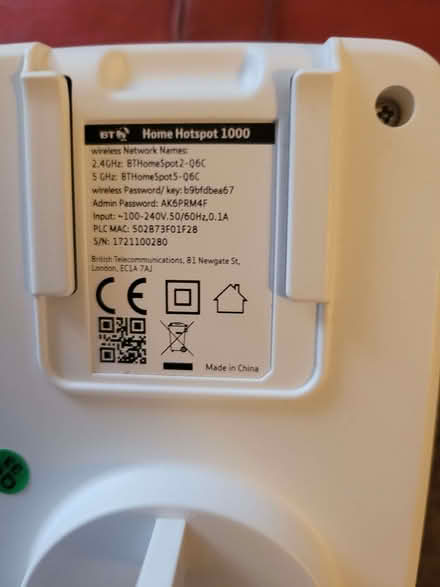 BT Home Hotspot 1000
wireless Network Names:
2.4GHz: BTHomeSpot2-Q6C
5 GHz: BTHomeSpot5-Q6C
wireless Password/ key: b9bfdbea67
Admin Password: AK6PRM4F
Input: ~100-240V.50/60Hz,0.1A
PLC MAC: 502B73F01F28
S/N: 1721100280
British Telecommunications, 81 Newgate St,
London, EC1A 7AJ
CE
Made in China